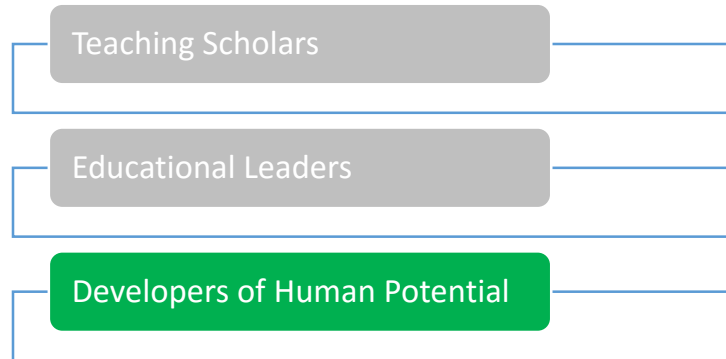 Teaching Scholars
Educational Leaders
Developers of Human Potential